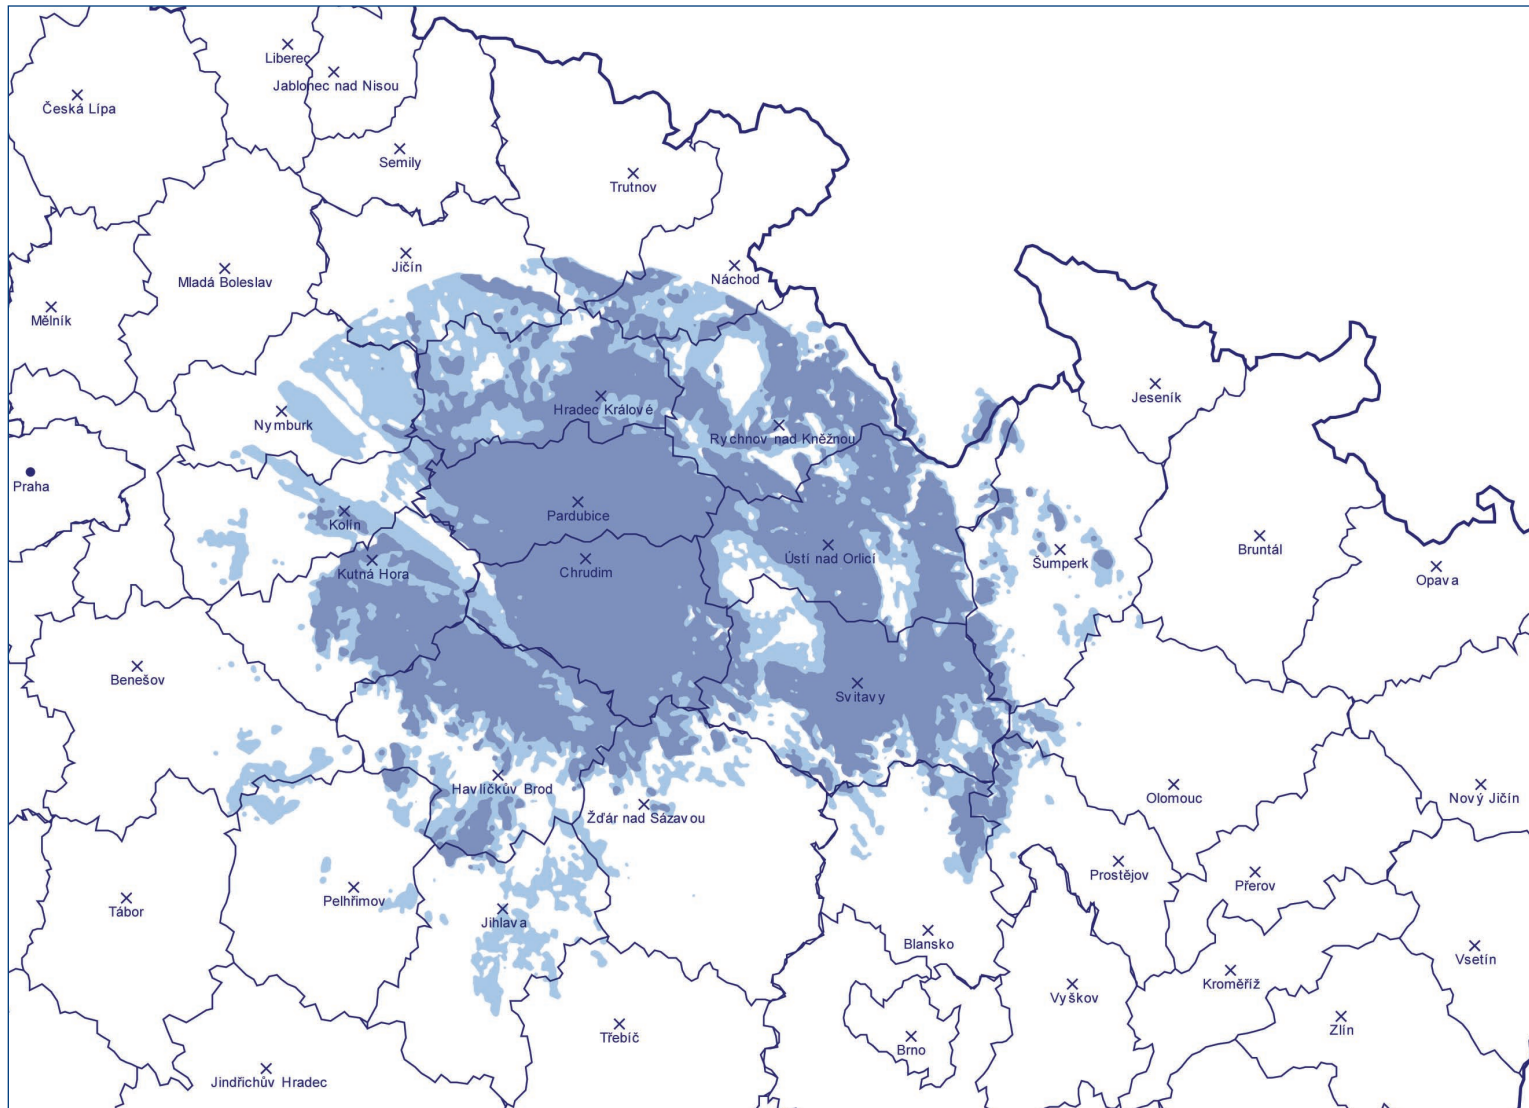 Liberec
Jablonec nad Nisou
Česká Lípa
Semily
Trutnov
Jičín
Náchod
Mladá Boleslav
Mělník
Jeseník
Hradec Králové
Nymburk
Rychnov nad Kněžnou
Praha
Kolín
Pardubice
Bruntál
Ústí nad Orlicí
Šumperk
Kutná Hora
Chrudim
Opava
Benešov
Svitavy
Havlíčkův Brod
Olomouc
Nový Jičín
Žďár nad Sázavou
Prostějov
Přerov
Pelhřimov
Tábor
Jihlava
Blansko
Vsetín
Kroměříž
Vyškov
Zlín
Třebíč
Brno
Jindřichův Hradec